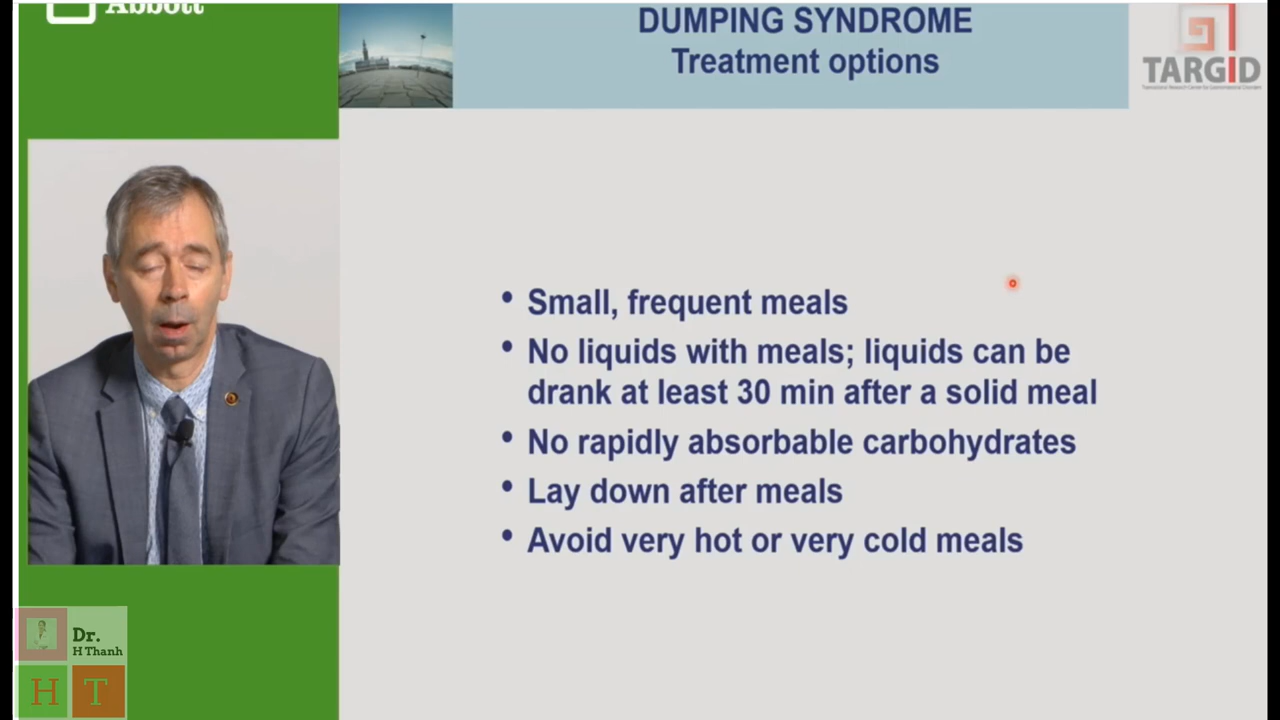 Abbott
DUMPING SYNDROME
Treatment options
TARGID
• Small, frequent meals
• No liquids with meals; liquids can be
drank at least 30 min after a solid meal
• No rapidly absorbable carbohydrates
• Lay down after meals
• Avoid very hot or very cold meals
Dr.
H Thanh
H T